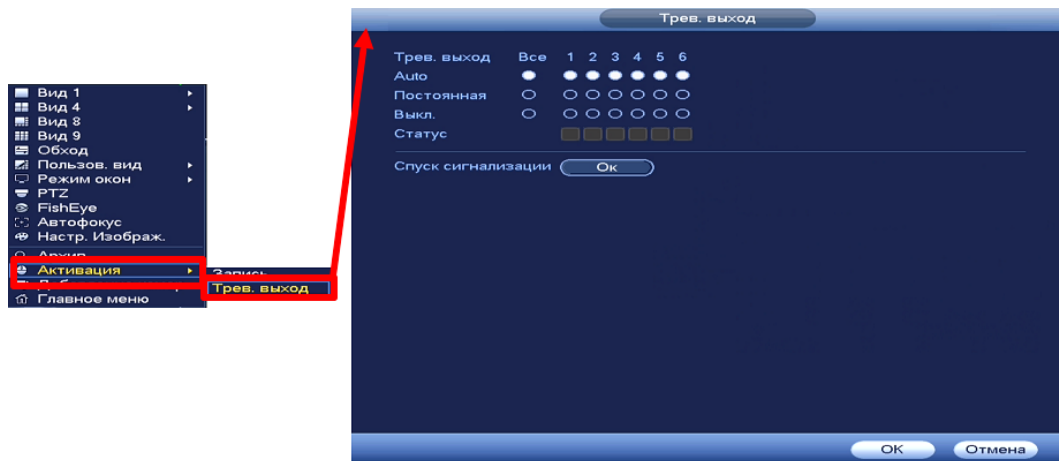 Вид 1
Вид 4
Вид 8
Вид 9
Обход
Пользов. вид
Режим окон
PTZ
FishEye
Автофокус
Настр. Изображ.
Архив
Активация
Главное меню
Запись
Трев. выход
Трев. выход
Трев. выход Все 1 2 3 4 5 6
Auto
Постоянная
Выкл.
Статус
Спуск сигнализации Ок
OK Отмена